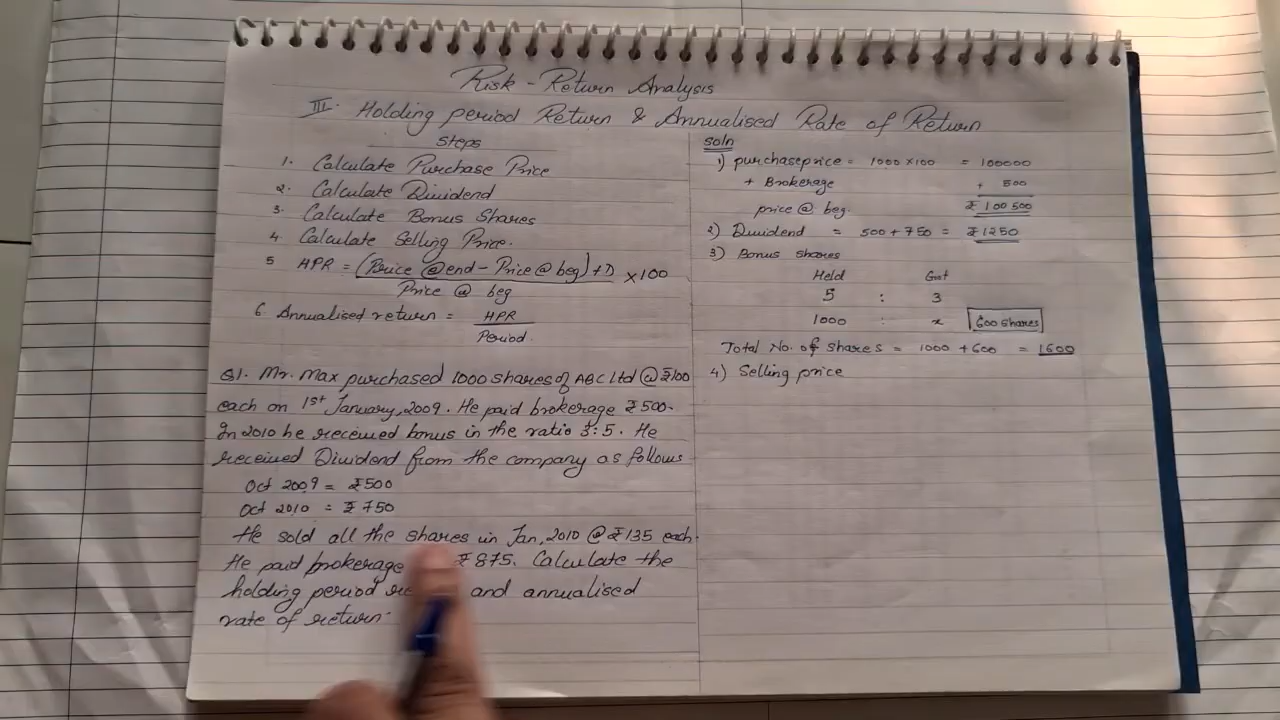 Risk - Return Analysis
III. Holding period Return & Annualised Rate of Return
Steps
1. Calculate Purchase Price
2. Calculate Dividend
3. Calculate Bonus Shares
4. Calculate Selling Price.
5 HPR = (Price @ end - Price @ beg) + D × 100
Price @ beg
6. Annualised return = HPR
Period.
Q1. Mr. Max purchased 1000 shares of ABC ltd @ ₹100
each on 1st January, 2009. He paid brokerage ₹500.
In 2010 he received bonus in the ratio 3:5. He
received Dividend from the company as follows
Oct 2009 = ₹500
Oct 2010 = ₹750
He sold all the shares in Jan, 2010 @ ₹135 each.
He paid brokerage ₹875. Calculate the
holding period and annualised
rate of return.
Soln
1) purchase price = 1000 × 100 = 100000
+ Brokerage + 500
price @ beg. ₹ 100 500
2) Dividend = 500 + 750 = ₹1250
3) Bonus shares
Held Got
5 : 3
1000 : x 600 shares
Total No. of shares = 1000 + 600 = 1600
4) Selling price